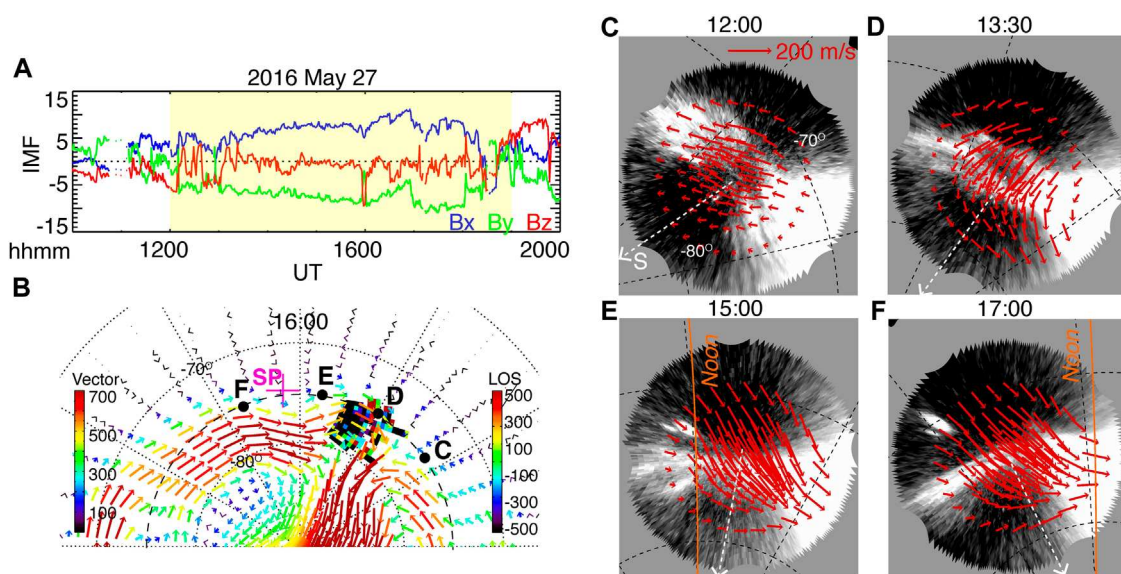 A
2016 May 27
IMF
15
5
-5
-15
Bx By Bz
hhmm 1200 1600 2000
UT
B
16:00
-70°
-80°
SP
F
E
D
C
Vector
700
500
300
100
LOS
500
300
100
-100
-300
-500
C 12:00
200 m/s
-70°
-80°
S
D 13:30
E 15:00
Noon
F 17:00
Noon